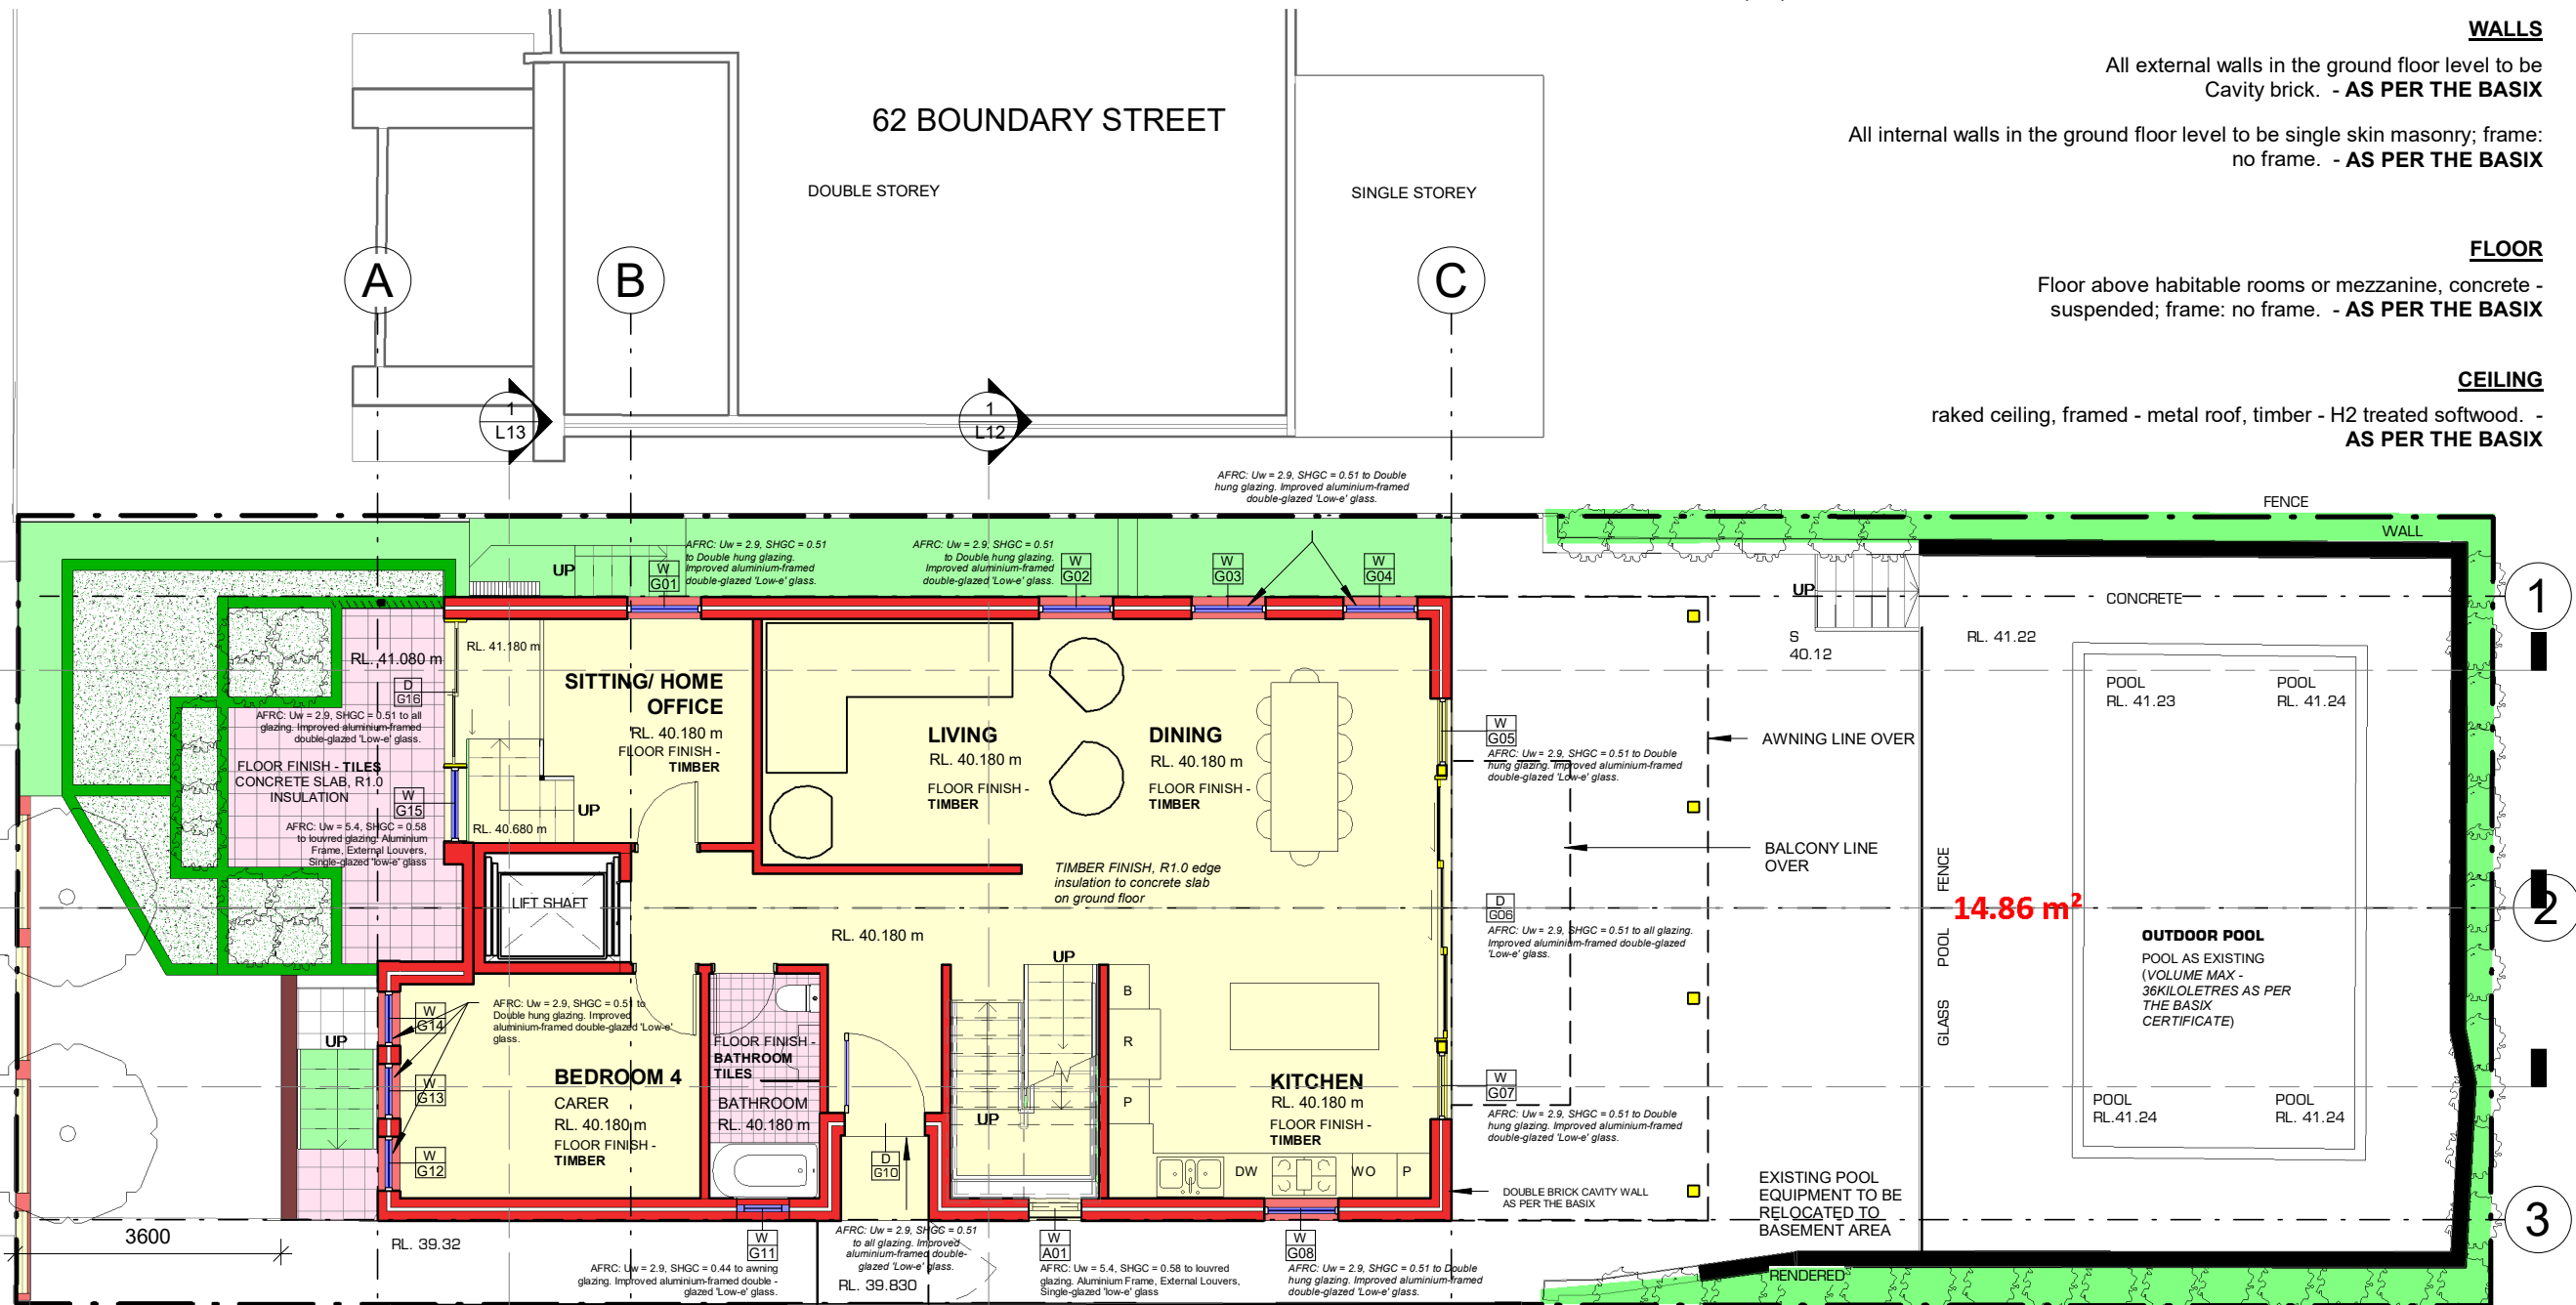 WALLS
All external walls in the ground floor level to be
Cavity brick. - AS PER THE BASIX
All internal walls in the ground floor level to be single skin masonry; frame:
no frame. - AS PER THE BASIX
FLOOR
Floor above habitable rooms or mezzanine, concrete -
suspended; frame: no frame. - AS PER THE BASIX
CEILING
raked ceiling, framed - metal roof, timber - H2 treated softwood. -
AS PER THE BASIX
62 BOUNDARY STREET
DOUBLE STOREY
SINGLE STOREY
A
B
C
1
L13
1
L12
AFRC: Uw = 2.9, SHGC = 0.51 to Double
hung glazing. Improved aluminium-framed
double-glazed 'Low-e' glass.
FENCE
WALL
UP
W
G01
AFRC: Uw = 2.9, SHGC = 0.51
to Double hung glazing.
Improved aluminium-framed
double-glazed 'Low-e' glass.
AFRC: Uw = 2.9, SHGC = 0.51
to Double hung glazing.
Improved aluminium-framed
double-glazed 'Low-e' glass.
W
G02
W
G03
W
G04
UP
CONCRETE
1
S
40.12
RL. 41.22
RL. 41.080 m
RL. 41.180 m
D
G16
AFRC: Uw = 2.9, SHGC = 0.51 to all
glazing. Improved aluminium-framed
double-glazed 'Low-e' glass.
SITTING/ HOME
OFFICE
RL. 40.180 m
FLOOR FINISH -
TIMBER
LIVING
RL. 40.180 m
FLOOR FINISH -
TIMBER
DINING
RL. 40.180 m
FLOOR FINISH -
TIMBER
W
G05
AFRC: Uw = 2.9, SHGC = 0.51 to Double
hung glazing. Improved aluminium-framed
double-glazed 'Low-e' glass.
AWNING LINE OVER
POOL
RL. 41.23
POOL
RL. 41.24
FLOOR FINISH - TILES
CONCRETE SLAB, R1.0
INSULATION
W
G15
AFRC: Uw = 5.4, SHGC = 0.58
to louvred glazing. Aluminium
Frame, External Louvers,
Single-glazed 'low-e' glass
UP
RL. 40.680 m
BALCONY LINE
OVER
TIMBER FINISH, R1.0 edge
insulation to concrete slab
on ground floor
LIFT SHAFT
RL. 40.180 m
D
G06
AFRC: Uw = 2.9, SHGC = 0.51 to all glazing.
Improved aluminium-framed double-glazed
'Low-e' glass.
GLASS POOL FENCE
14.86 m²
2
OUTDOOR POOL
POOL AS EXISTING
(VOLUME MAX -
36KILOLETRES AS PER
THE BASIX
CERTIFICATE)
UP
W
G14
AFRC: Uw = 2.9, SHGC = 0.51 to
Double hung glazing. Improved
aluminium-framed double-glazed 'Low-e'
glass.
UP
B
R
P
FLOOR FINISH -
BATHROOM
TILES
W
G13
BEDROOM 4
CARER
RL. 40.180 m
FLOOR FINISH -
TIMBER
BATHROOM
RL. 40.180 m
UP
KITCHEN
RL. 40.180 m
FLOOR FINISH -
TIMBER
W
G07
AFRC: Uw = 2.9, SHGC = 0.51 to Double
hung glazing. Improved aluminium-framed
double-glazed 'Low-e' glass.
POOL
RL.41.24
POOL
RL. 41.24
W
G12
D
G10
DW
WO
P
DOUBLE BRICK CAVITY WALL
AS PER THE BASIX
EXISTING POOL
EQUIPMENT TO BE
RELOCATED TO
BASEMENT AREA
3
3600
RL. 39.32
W
G11
AFRC: Uw = 2.9, SHGC = 0.44 to awning
glazing. Improved aluminium-framed double -
glazed 'Low-e' glass.
AFRC: Uw = 2.9, SHGC = 0.51
to all glazing. Improved
aluminium-framed double-
glazed 'Low-e' glass.
RL. 39.830
W
A01
AFRC: Uw = 5.4, SHGC = 0.58 to louvred
glazing. Aluminium Frame, External Louvers,
Single-glazed 'low-e' glass
W
G08
AFRC: Uw = 2.9, SHGC = 0.51 to Double
hung glazing. Improved aluminium-framed
double-glazed 'Low-e' glass.
RENDERED